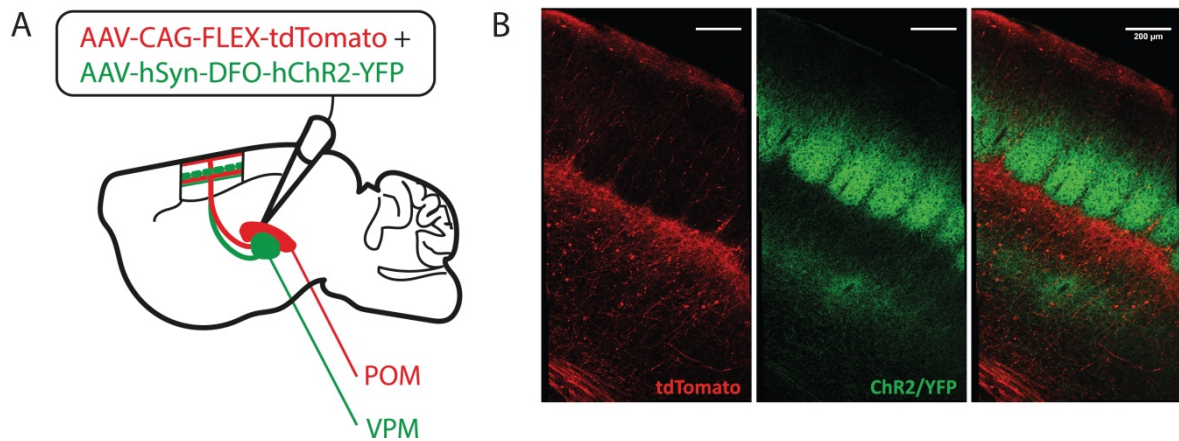 A
AAV-CAG-FLEX-tdTomato +
AAV-hSyn-DFO-hChR2-YFP
POM
VPM
B
200 µm
tdTomato
ChR2/YFP